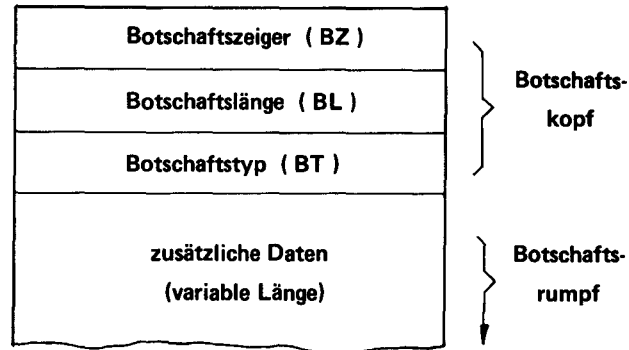 Botschaftszeiger ( BZ )
Botschaftslänge ( BL )
Botschaftstyp ( BT )
Botschafts-
kopf
zusätzliche Daten
(variable Länge)
Botschafts-
rumpf